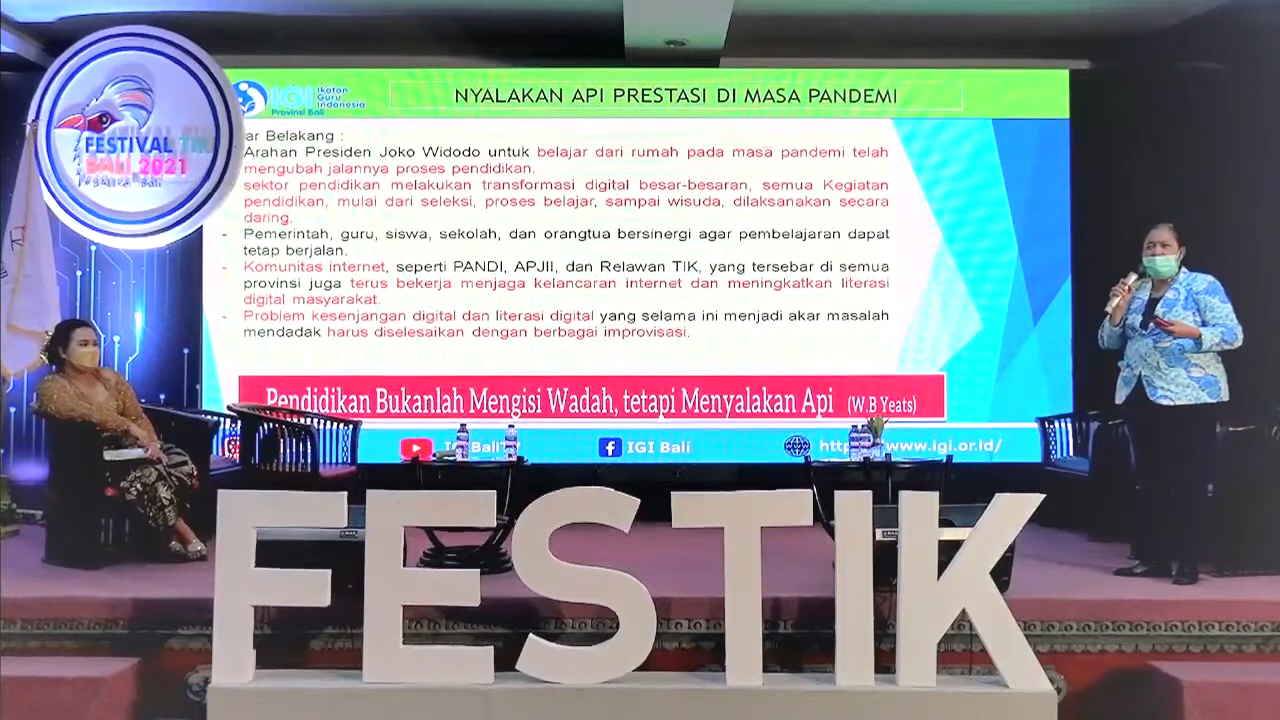 FESTIVAL TIK
BALI 2021
IGI Ikatan
Guru
Indonesia
Provinsi Bali
NYALAKAN API PRESTASI DI MASA PANDEMI
ar Belakang :
Arahan Presiden Joko Widodo untuk belajar dari rumah pada masa pandemi telah
mengubah jalannya proses pendidikan.
sektor pendidikan melakukan transformasi digital besar-besaran, semua Kegiatan
pendidikan, mulai dari seleksi, proses belajar, sampai wisuda, dilaksanakan secara
daring.
- Pemerintah, guru, siswa, sekolah, dan orangtua bersinergi agar pembelajaran dapat
tetap berjalan.
- Komunitas internet, seperti PANDI, APJII, dan Relawan TIK, yang tersebar di semua
provinsi juga terus bekerja menjaga kelancaran internet dan meningkatkan literasi
digital masyarakat.
- Problem kesenjangan digital dan literasi digital yang selama ini menjadi akar masalah
mendadak harus diselesaikan dengan berbagai improvisasi.
Pendidikan Bukanlah Mengisi Wadah, tetapi Menyalakan Api (W.B Yeats)
IGI BaliTV IGI Bali www.igi.or.id/
FESTIK